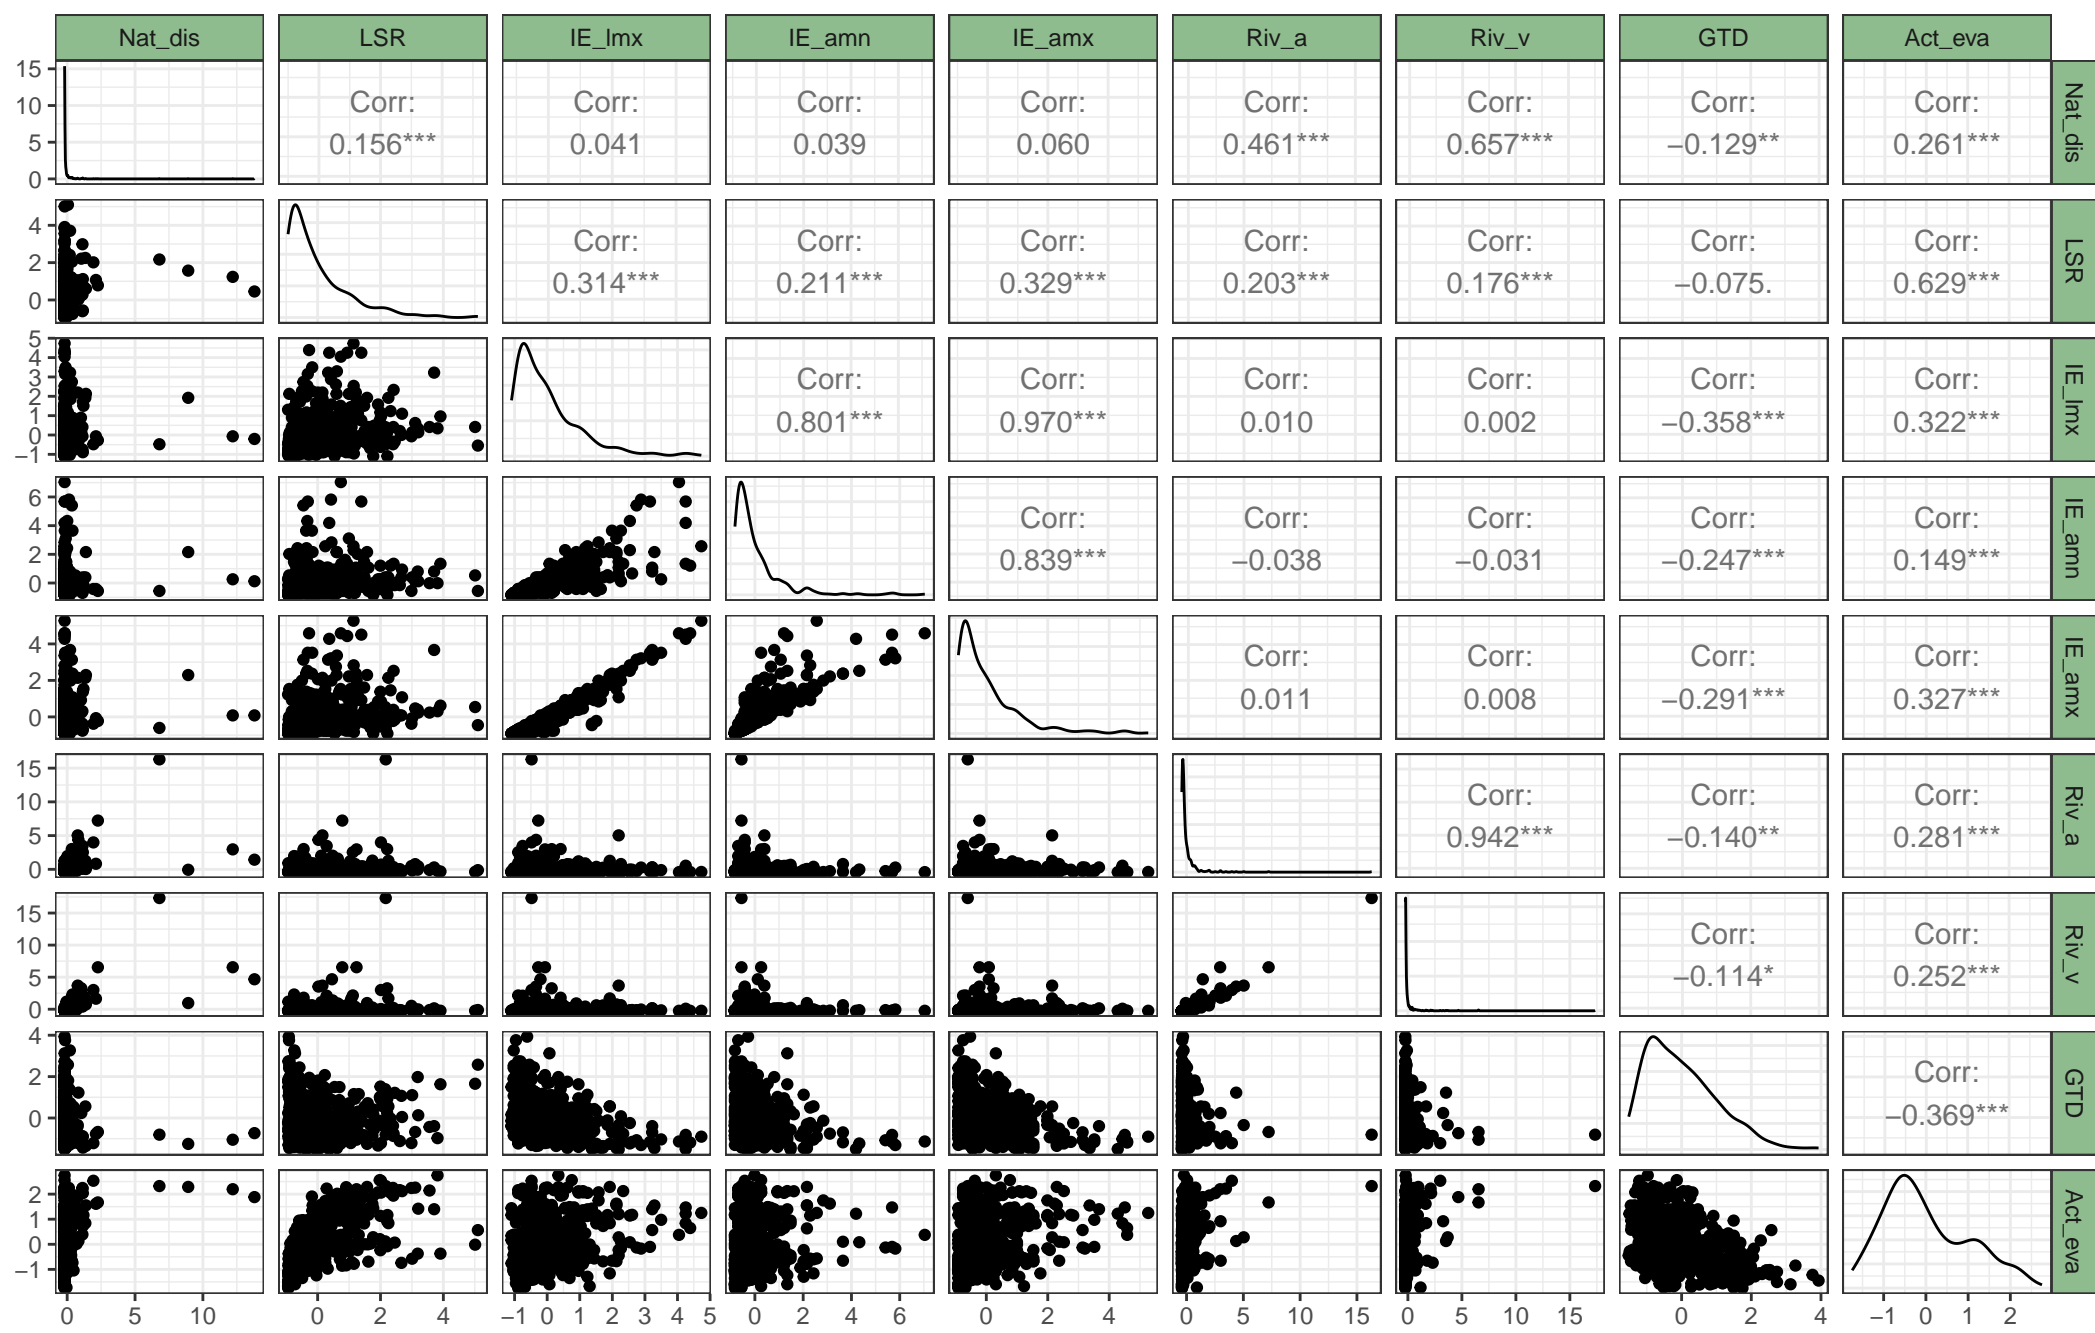 Nat_dis LSR IE_lmx IE_amn IE_amx Riv_a Riv_v GTD Act_eva
15
10
5
0
Corr: Corr: Corr: Corr: Corr: Corr: Corr: Corr:
0.156*** 0.041 0.039 0.060 0.461*** 0.657*** −0.129** 0.261***
Nat_dis
4
2
0
Corr: Corr: Corr: Corr: Corr: Corr: Corr:
0.314*** 0.211*** 0.329*** 0.203*** 0.176*** −0.075. 0.629***
LSR
5
4
3
2
1
0
−1
Corr: Corr: Corr: Corr: Corr: Corr:
0.801*** 0.970*** 0.010 0.002 −0.358*** 0.322***
IE_lmx
6
4
2
0
Corr: Corr: Corr: Corr: Corr:
0.839*** −0.038 −0.031 −0.247*** 0.149***
IE_amn
4
2
0
Corr: Corr: Corr: Corr:
0.011 0.008 −0.291*** 0.327***
IE_amx
15
10
5
0
Corr: Corr: Corr:
0.942*** −0.140** 0.281***
Riv_a
15
10
5
0
Corr: Corr:
−0.114* 0.252***
Riv_v
4
2
0
Corr:
−0.369***
GTD
2
1
0
−1
Act_eva
0 5 10 0 2 4 −1 0 1 2 3 4 5 0 2 4 6 0 2 4 0 5 10 15 0 5 10 15 0 2 4 −1 0 1 2